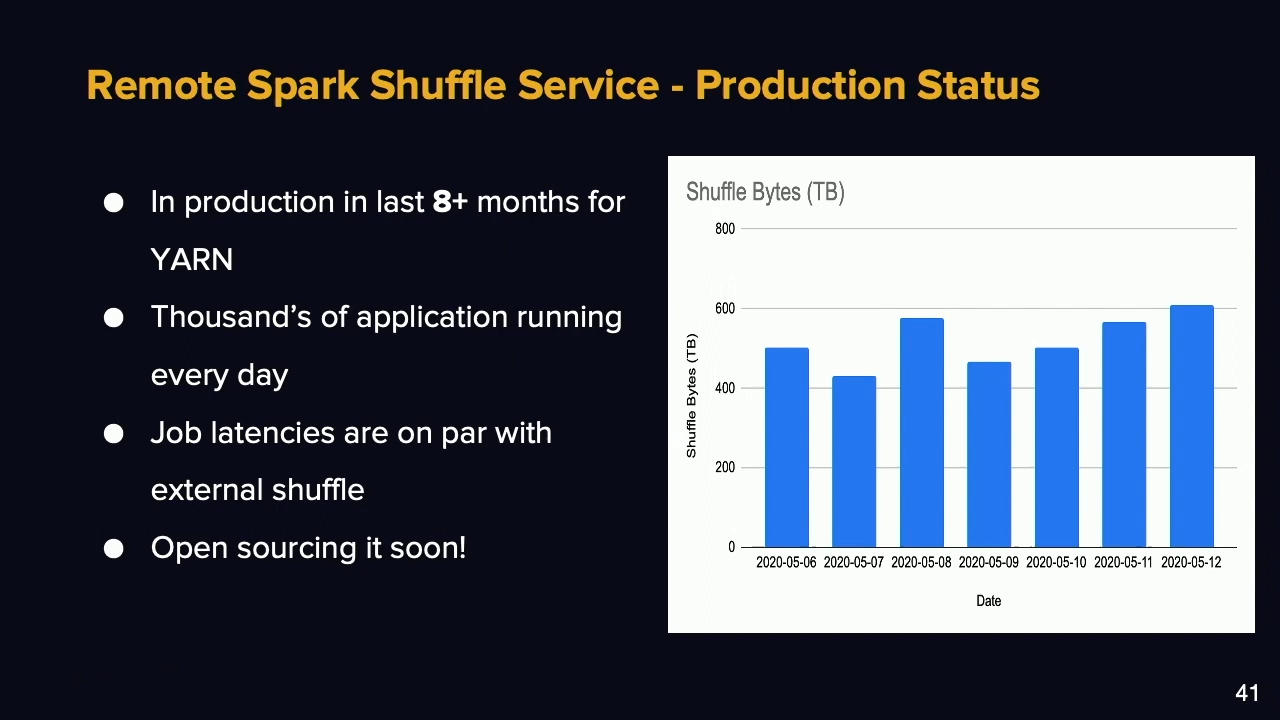 Remote Spark Shuffle Service - Production Status
● In production in last 8+ months for
YARN
● Thousand’s of application running
every day
● Job latencies are on par with
external shuffle
● Open sourcing it soon!
Shuffle Bytes (TB)
800
600
400
200
0
Shuffle Bytes (TB)
2020-05-06 2020-05-07 2020-05-08 2020-05-09 2020-05-10 2020-05-11 2020-05-12
Date
41